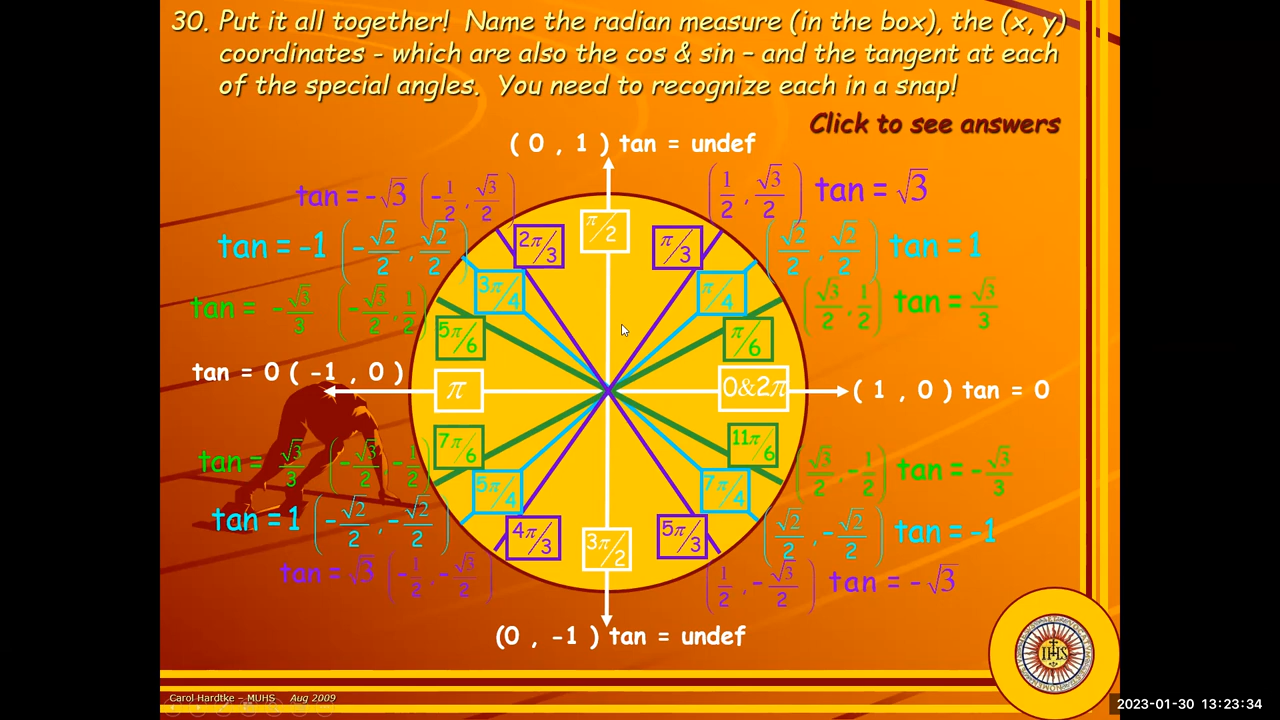 30. Put it all together! Name the radian measure (in the box), the (x, y)
coordinates - which are also the cos & sin – and the tangent at each
of the special angles. You need to recognize each in a snap!
Click to see answers
( 0 , 1 ) tan = undef
tan = -√3 (-1/2, √3/2)
(1/2, √3/2) tan = √3
tan = -1 (-√2/2, √2/2)
(√2/2, √2/2) tan = 1
tan = -√3/3 (-√3/2, 1/2)
(√3/2, 1/2) tan = √3/3
tan = 0 ( -1 , 0 )
( 1 , 0 ) tan = 0
π/2
2π/3
π/3
3π/4
π/4
5π/6
π/6
π
0&2π
7π/6
11π/6
5π/4
7π/4
4π/3
3π/2
5π/3
tan = √3/3 (-√3/2, -1/2)
(√3/2, -1/2) tan = -√3/3
tan = 1 (-√2/2, -√2/2)
(√2/2, -√2/2) tan = -1
tan = √3 (-1/2, -√3/2)
(1/2, -√3/2) tan = -√3
(0 , -1 ) tan = undef
IHS
Carol Hardtke – MUHS Aug 2009
2023-01-30 13:23:34